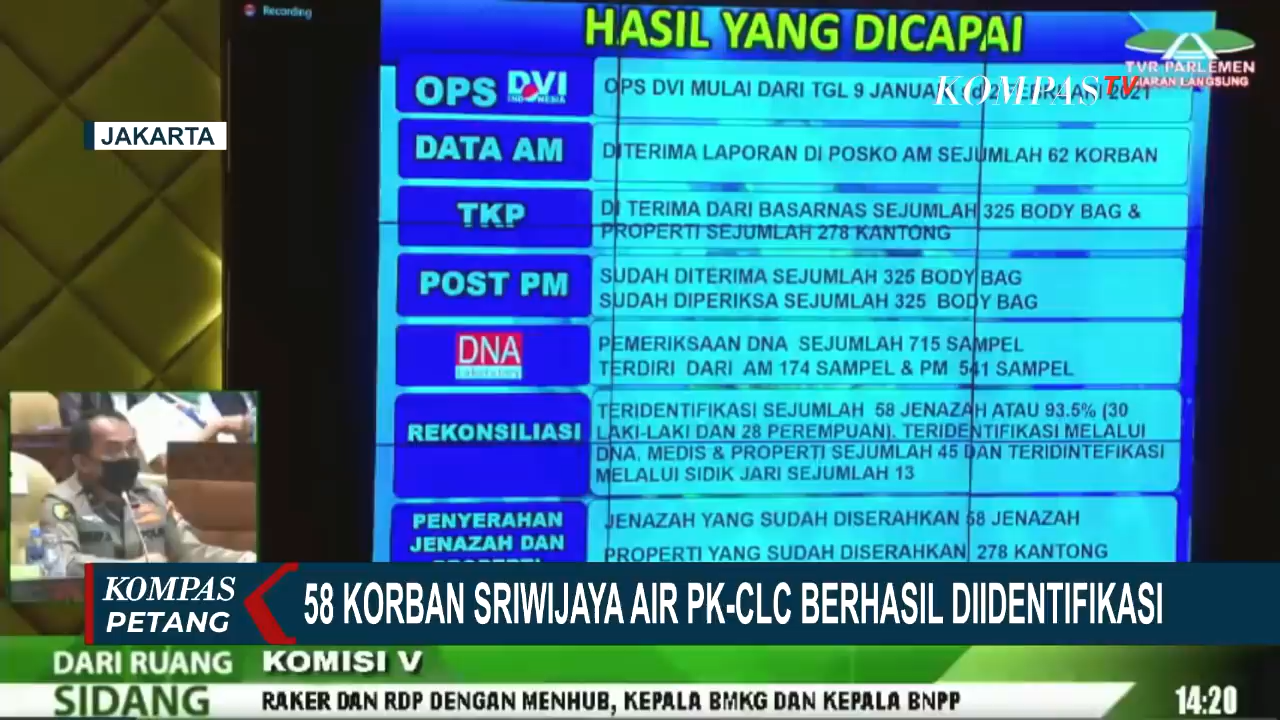 Recording
HASIL YANG DICAPAI
TVR PARLEMEN
SIARAN LANGSUNG
KOMPASTV
JAKARTA
OPS DVI
INDONESIA
OPS DVI MULAI DARI TGL 9 JANUARI sd 2 FEBRUARI 2021
DATA AM
DITERIMA LAPORAN DI POSKO AM SEJUMLAH 62 KORBAN
TKP
DI TERIMA DARI BASARNAS SEJUMLAH 325 BODY BAG &
PROPERTI SEJUMLAH 278 KANTONG
POST PM
SUDAH DITERIMA SEJUMLAH 325 BODY BAG
SUDAH DIPERIKSA SEJUMLAH 325 BODY BAG
DNA
Laboratory
PEMERIKSAAN DNA SEJUMLAH 715 SAMPEL
TERDIRI DARI AM 174 SAMPEL & PM 541 SAMPEL
REKONSILIASI
TERIDENTIFIKASI SEJUMLAH 58 JENAZAH ATAU 93.5% (30
LAKI-LAKI DAN 28 PEREMPUAN). TERIDENTIFIKASI MELALUI
DNA, MEDIS & PROPERTI SEJUMLAH 45 DAN TERIDINTEFIKASI
MELALUI SIDIK JARI SEJUMLAH 13
PENYERAHAN
JENAZAH DAN
JENAZAH YANG SUDAH DISERAHKAN 58 JENAZAH
PROPERTI YANG SUDAH DISERAHKAN 278 KANTONG
KOMPAS
PETANG
58 KORBAN SRIWIJAYA AIR PK-CLC BERHASIL DIIDENTIFIKASI
DARI RUANG
SIDANG
KOMISI V
RAKER DAN RDP DENGAN MENHUB, KEPALA BMKG DAN KEPALA BNPP
14:20